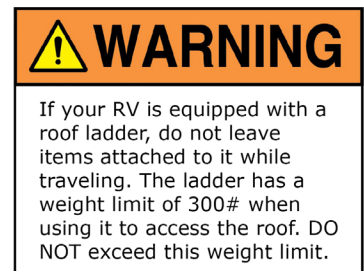 WARNING
If your RV is equipped with a
roof ladder, do not leave
items attached to it while
traveling. The ladder has a
weight limit of 300# when
using it to access the roof. DO
NOT exceed this weight limit.